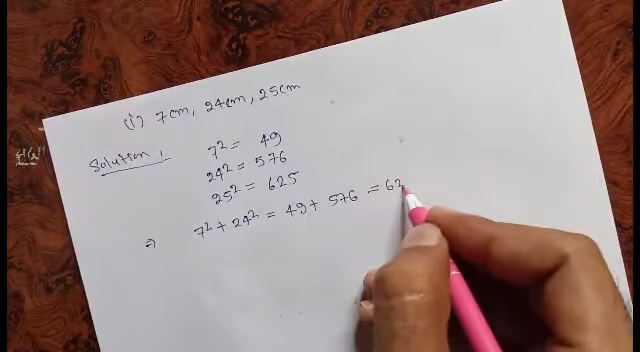 (i) 7cm, 24cm, 25cm
Solution,
7² = 49
24² = 576
25² = 625
⇒ 7² + 24² = 49 + 576 = 62